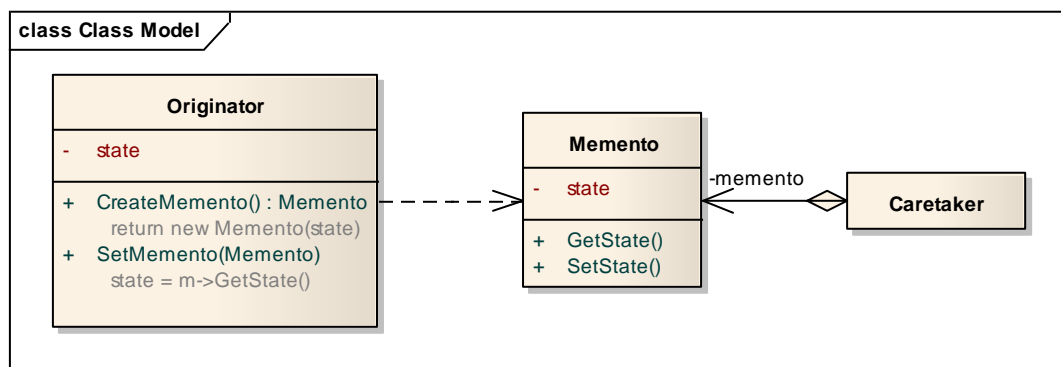 class Class Model
Originator
- state
+ CreateMemento() : Memento
return new Memento(state)
+ SetMemento(Memento)
state = m->GetState()
Memento
- state
+ GetState()
+ SetState()
-memento
Caretaker